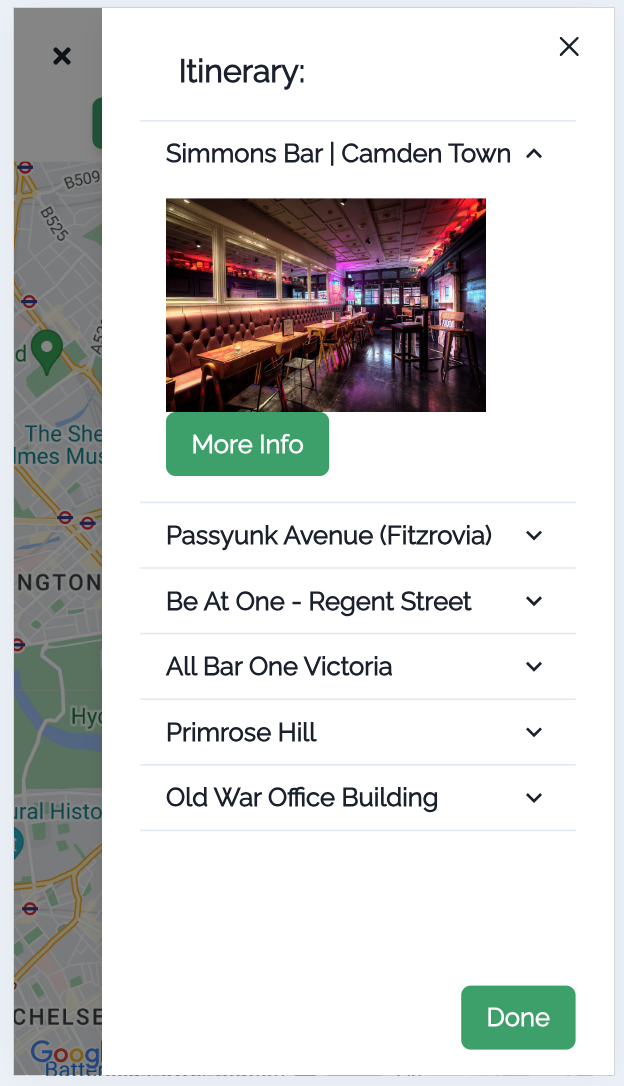 Itinerary:
Simmons Bar | Camden Town
More Info
Passyunk Avenue (Fitzrovia)
Be At One - Regent Street
All Bar One Victoria
Primrose Hill
Old War Office Building
Done
B509
B525
A5
d
The She
lmes Mus
NGTON
Hyd
ural Histo
CHELSE
Googl